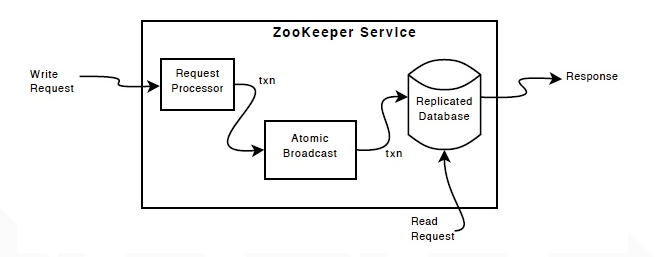 ZooKeeper Service
Write
Request
Request
Processor
txn
Atomic
Broadcast
txn
Replicated
Database
Response
Read
Request